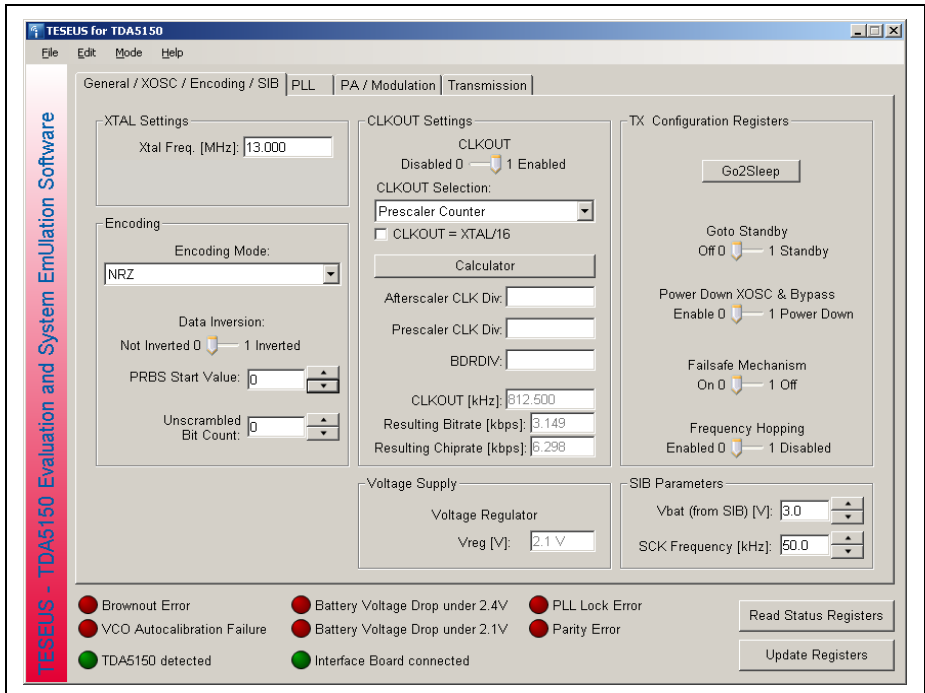 TESEUS for TDA5150
File Edit Mode Help
TESEUS - TDA5150 Evaluation and System EmUlation Software
General / XOSC / Encoding / SIB PLL PA / Modulation Transmission
XTAL Settings
Xtal Freq. [MHz]: 13.000
Encoding
Encoding Mode:
NRZ
Data Inversion:
Not Inverted 0 1 Inverted
PRBS Start Value: 0
Unscrambled
Bit Count: 0
CLKOUT Settings
CLKOUT
Disabled 0 1 Enabled
CLKOUT Selection:
Prescaler Counter
CLKOUT = XTAL/16
Calculator
Afterscaler CLK Div:
Prescaler CLK Div:
BDRDIV:
CLKOUT [kHz]: 812.500
Resulting Bitrate [kbps]: 3.149
Resulting Chiprate [kbps]: 6.298
Voltage Supply
Voltage Regulator
Vreg [V]: 2.1 V
TX Configuration Registers
Go2Sleep
Goto Standby
Off 0 1 Standby
Power Down XOSC & Bypass
Enable 0 1 Power Down
Failsafe Mechanism
On 0 1 Off
Frequency Hopping
Enabled 0 1 Disabled
SIB Parameters
Vbat (from SIB) [V]: 3.0
SCK Frequency [kHz]: 50.0
Brownout Error Battery Voltage Drop under 2.4V PLL Lock Error
VCO Autocalibration Failure Battery Voltage Drop under 2.1V Parity Error
TDA5150 detected Interface Board connected
Read Status Registers
Update Registers